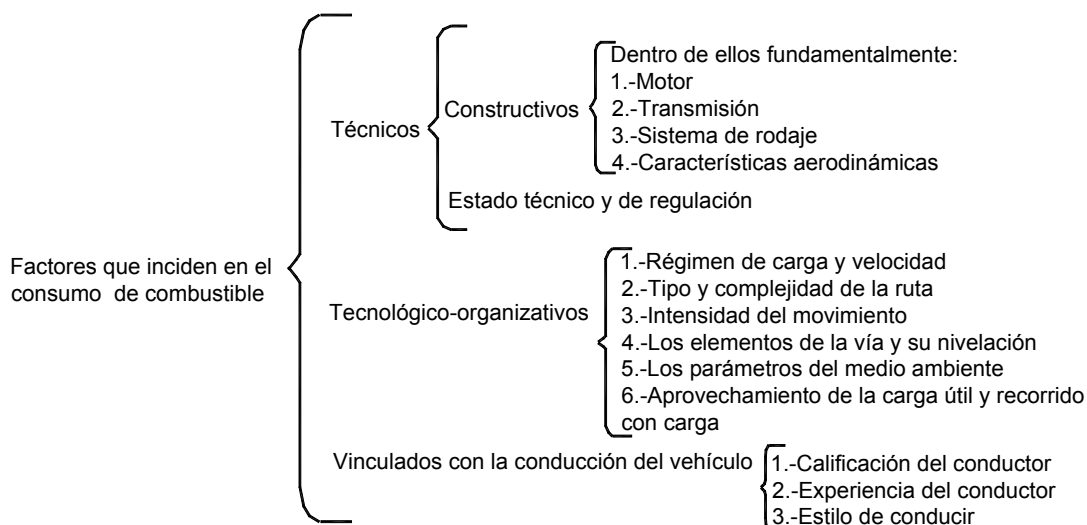 Factores que inciden en el
consumo de combustible
Técnicos
Constructivos
Dentro de ellos fundamentalmente:
1.-Motor
2.-Transmisión
3.-Sistema de rodaje
4.-Características aerodinámicas
Estado técnico y de regulación
Tecnológico-organizativos
1.-Régimen de carga y velocidad
2.-Tipo y complejidad de la ruta
3.-Intensidad del movimiento
4.-Los elementos de la vía y su nivelación
5.-Los parámetros del medio ambiente
6.-Aprovechamiento de la carga útil y recorrido
con carga
Vinculados con la conducción del vehículo
1.-Calificación del conductor
2.-Experiencia del conductor
3.-Estilo de conducir